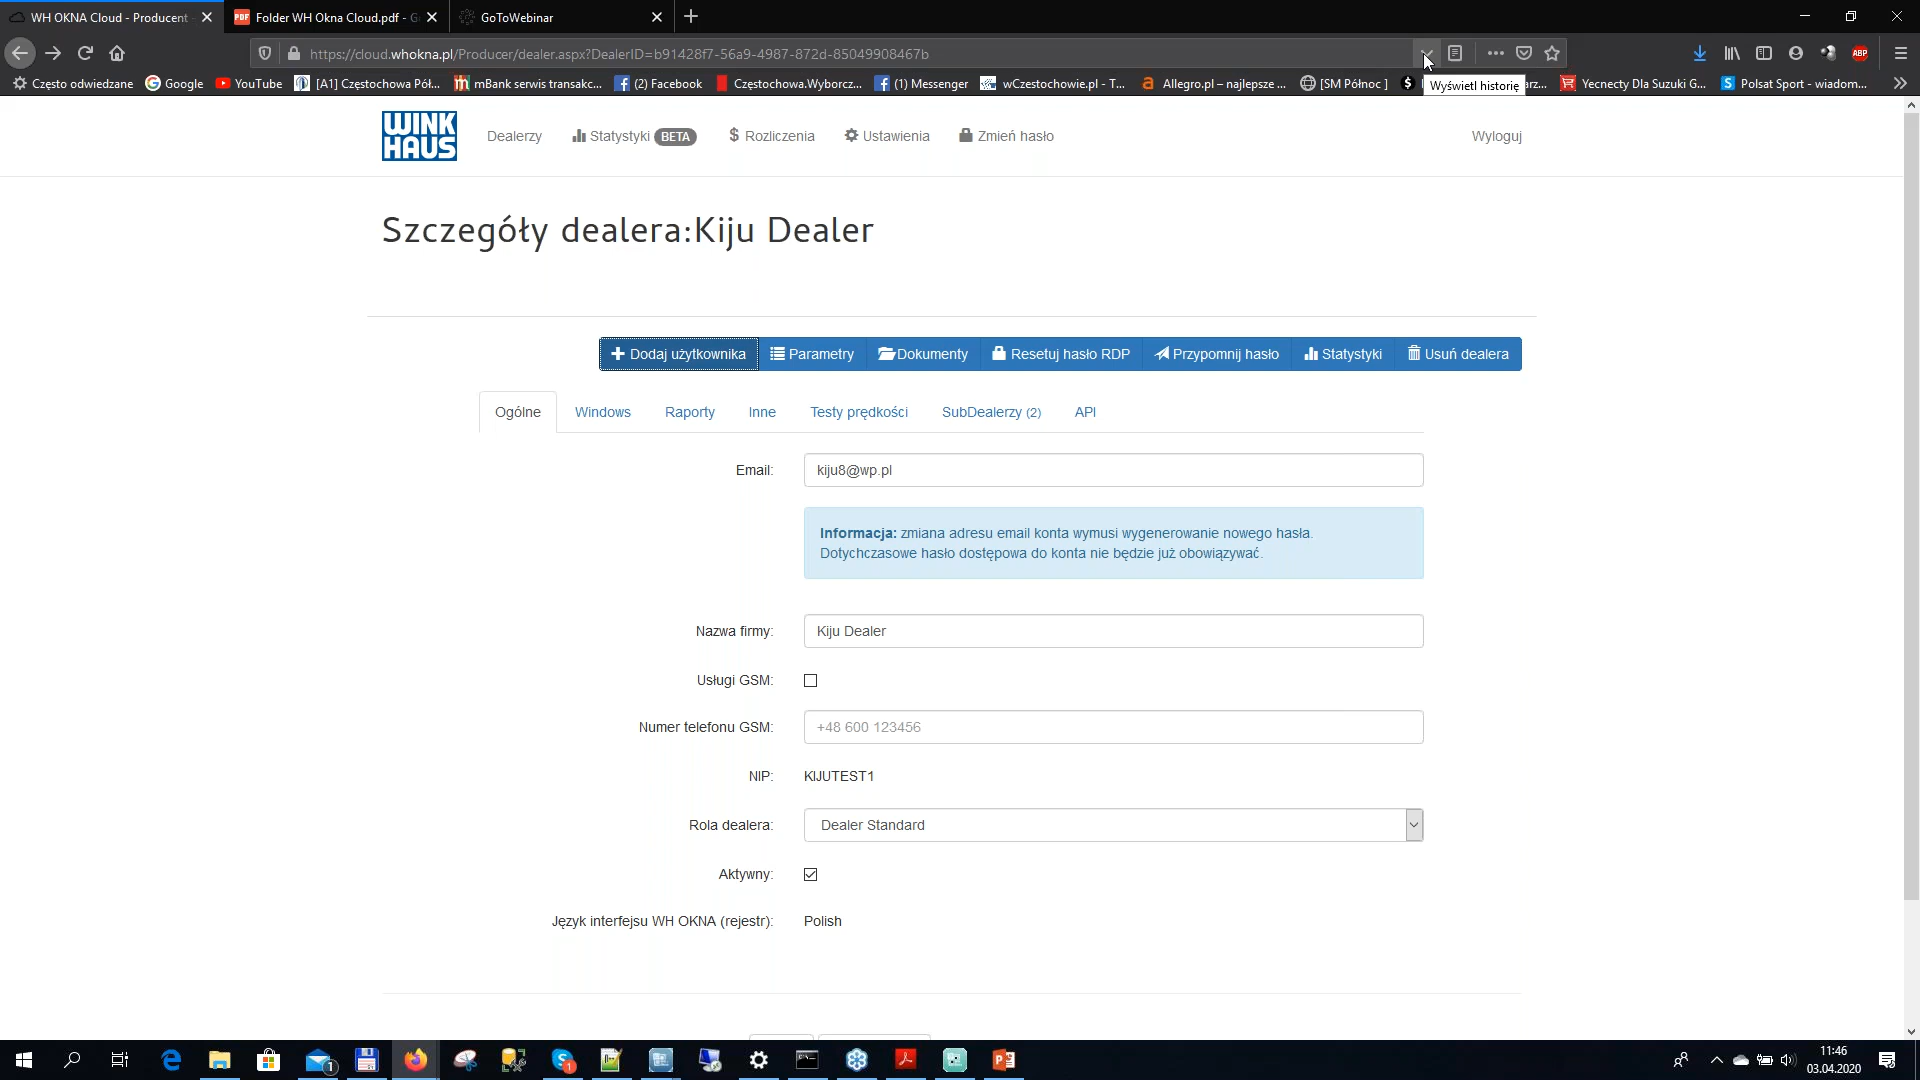 WH OKNA Cloud - Producent
PDF Folder WH Okna Cloud.pdf - G
GoToWebinar
https://cloud.whokna.pl/Producer/dealer.aspx?DealerID=b91428f7-56a9-4987-872d-85049908467b
ABP
Często odwiedzane
Google
YouTube
[A1] Częstochowa Pół...
mBank serwis transakc...
(2) Facebook
Częstochowa.Wyborcz...
(1) Messenger
wCzestochowie.pl - T...
Allegro.pl – najlepsze ...
[SM Północ ]
Wyświetl historię
arz...
Yecnecty Dla Suzuki G...
Polsat Sport - wiadom...
WINK
HAUS
Dealerzy
Statystyki BETA
Rozliczenia
Ustawienia
Zmień hasło
Wyloguj
Szczegóły dealera:Kiju Dealer
Dodaj użytkownika
Parametry
Dokumenty
Resetuj hasło RDP
Przypomnij hasło
Statystyki
Usuń dealera
Ogólne
Windows
Raporty
Inne
Testy prędkości
SubDealerzy (2)
API
Email:
kiju8@wp.pl
Informacja: zmiana adresu email konta wymusi wygenerowanie nowego hasła.
Dotychczasowe hasło dostępowa do konta nie będzie już obowiązywać.
Nazwa firmy:
Kiju Dealer
Usługi GSM:
Numer telefonu GSM:
+48 600 123456
NIP:
KIJUTEST1
Rola dealera:
Dealer Standard
Aktywny:
Język interfejsu WH OKNA (rejestr):
Polish
1
1
11:46
03.04.2020